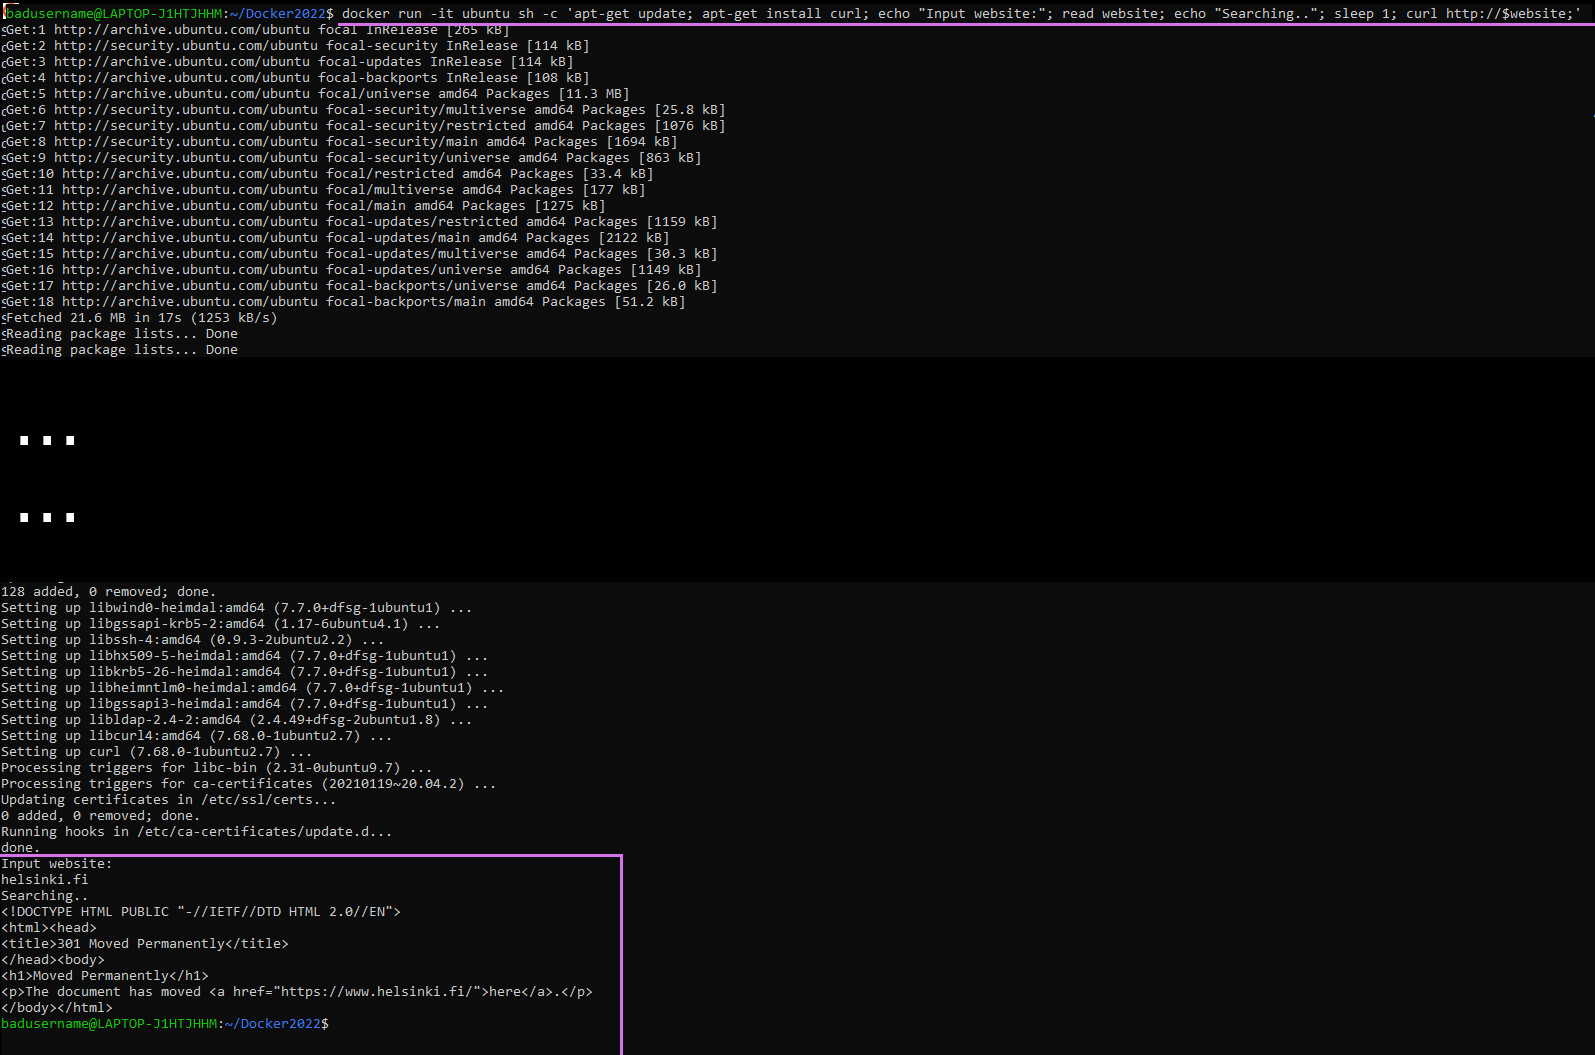 badusername@LAPTOP-J1HTJHHM:~/Docker2022$ docker run -it ubuntu sh -c 'apt-get update; apt-get install curl; echo "Input website:"; read website; echo "Searching.."; sleep 1; curl http://$website;'
Get:1 http://archive.ubuntu.com/ubuntu focal InRelease [265 kB]
Get:2 http://security.ubuntu.com/ubuntu focal-security InRelease [114 kB]
Get:3 http://archive.ubuntu.com/ubuntu focal-updates InRelease [114 kB]
Get:4 http://archive.ubuntu.com/ubuntu focal-backports InRelease [108 kB]
Get:5 http://archive.ubuntu.com/ubuntu focal/universe amd64 Packages [11.3 MB]
Get:6 http://security.ubuntu.com/ubuntu focal-security/multiverse amd64 Packages [25.8 kB]
Get:7 http://security.ubuntu.com/ubuntu focal-security/restricted amd64 Packages [1076 kB]
Get:8 http://security.ubuntu.com/ubuntu focal-security/main amd64 Packages [1694 kB]
Get:9 http://security.ubuntu.com/ubuntu focal-security/universe amd64 Packages [863 kB]
Get:10 http://archive.ubuntu.com/ubuntu focal/restricted amd64 Packages [33.4 kB]
Get:11 http://archive.ubuntu.com/ubuntu focal/multiverse amd64 Packages [177 kB]
Get:12 http://archive.ubuntu.com/ubuntu focal/main amd64 Packages [1275 kB]
Get:13 http://archive.ubuntu.com/ubuntu focal-updates/restricted amd64 Packages [1159 kB]
Get:14 http://archive.ubuntu.com/ubuntu focal-updates/main amd64 Packages [2122 kB]
Get:15 http://archive.ubuntu.com/ubuntu focal-updates/multiverse amd64 Packages [30.3 kB]
Get:16 http://archive.ubuntu.com/ubuntu focal-updates/universe amd64 Packages [1149 kB]
Get:17 http://archive.ubuntu.com/ubuntu focal-backports/universe amd64 Packages [26.0 kB]
Get:18 http://archive.ubuntu.com/ubuntu focal-backports/main amd64 Packages [51.2 kB]
Fetched 21.6 MB in 17s (1253 kB/s)
Reading package lists... Done
Reading package lists... Done
...
...
128 added, 0 removed; done.
Setting up libwind0-heimdal:amd64 (7.7.0+dfsg-1ubuntu1) ...
Setting up libgssapi-krb5-2:amd64 (1.17-6ubuntu4.1) ...
Setting up libssh-4:amd64 (0.9.3-2ubuntu2.2) ...
Setting up libhx509-5-heimdal:amd64 (7.7.0+dfsg-1ubuntu1) ...
Setting up libkrb5-26-heimdal:amd64 (7.7.0+dfsg-1ubuntu1) ...
Setting up libheimntlm0-heimdal:amd64 (7.7.0+dfsg-1ubuntu1) ...
Setting up libgssapi3-heimdal:amd64 (7.7.0+dfsg-1ubuntu1) ...
Setting up libldap-2.4-2:amd64 (2.4.49+dfsg-2ubuntu1.8) ...
Setting up libcurl4:amd64 (7.68.0-1ubuntu2.7) ...
Setting up curl (7.68.0-1ubuntu2.7) ...
Processing triggers for libc-bin (2.31-0ubuntu9.7) ...
Processing triggers for ca-certificates (20210119~20.04.2) ...
Updating certificates in /etc/ssl/certs...
0 added, 0 removed; done.
Running hooks in /etc/ca-certificates/update.d...
done.
Input website:
helsinki.fi
Searching..
<!DOCTYPE HTML PUBLIC "-//IETF//DTD HTML 2.0//EN">
<html><head>
<title>301 Moved Permanently</title>
</head><body>
<h1>Moved Permanently</h1>
<p>The document has moved <a href="https://www.helsinki.fi/">here</a>.</p>
</body></html>
badusername@LAPTOP-J1HTJHHM:~/Docker2022$